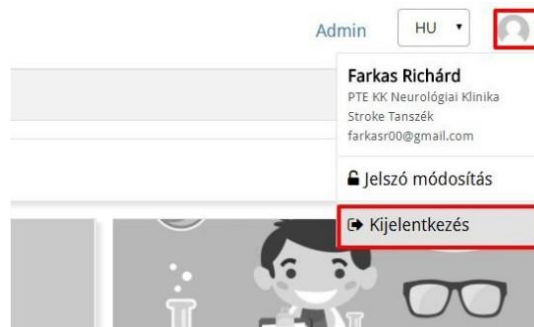 Admin
HU
Farkas Richárd
PTE KK Neurológiai Klinika
Stroke Tanszék
farkasr00@gmail.com
Jelszó módosítás
Kijelentkezés